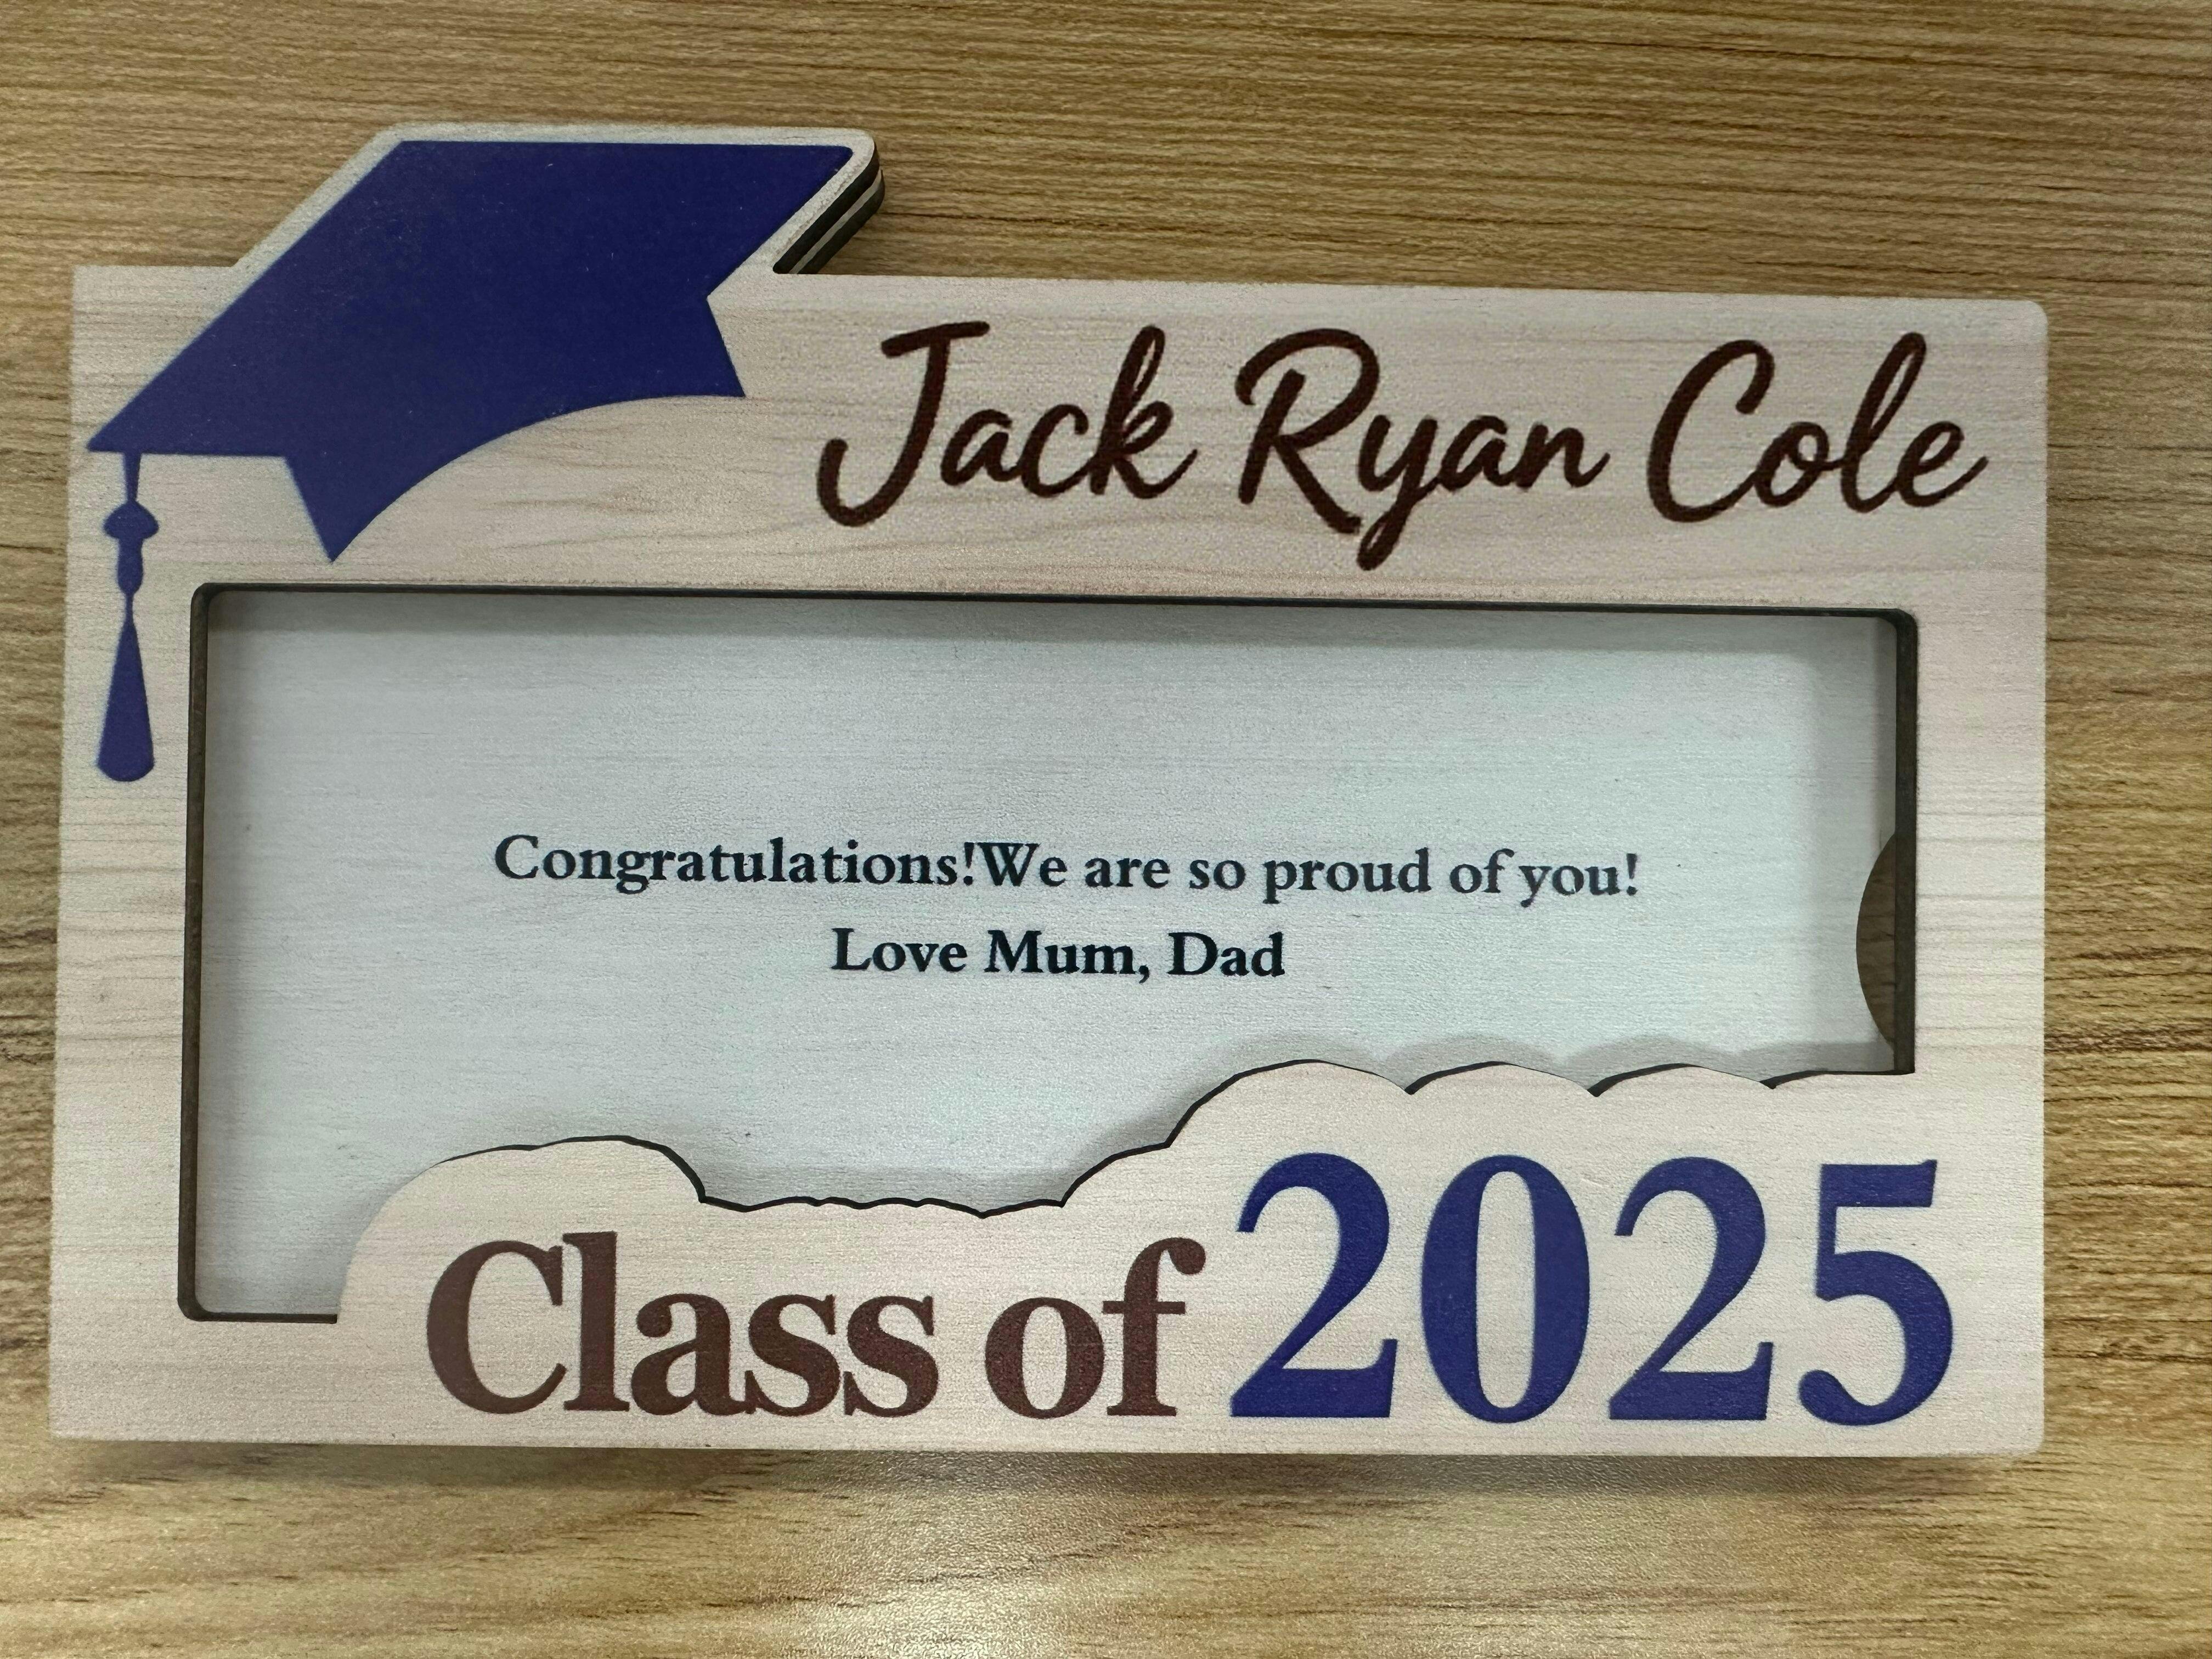 Jack Ryan Cole
Congratulations!We are so proud of you!
Love Mum, Dad
Class of 2025